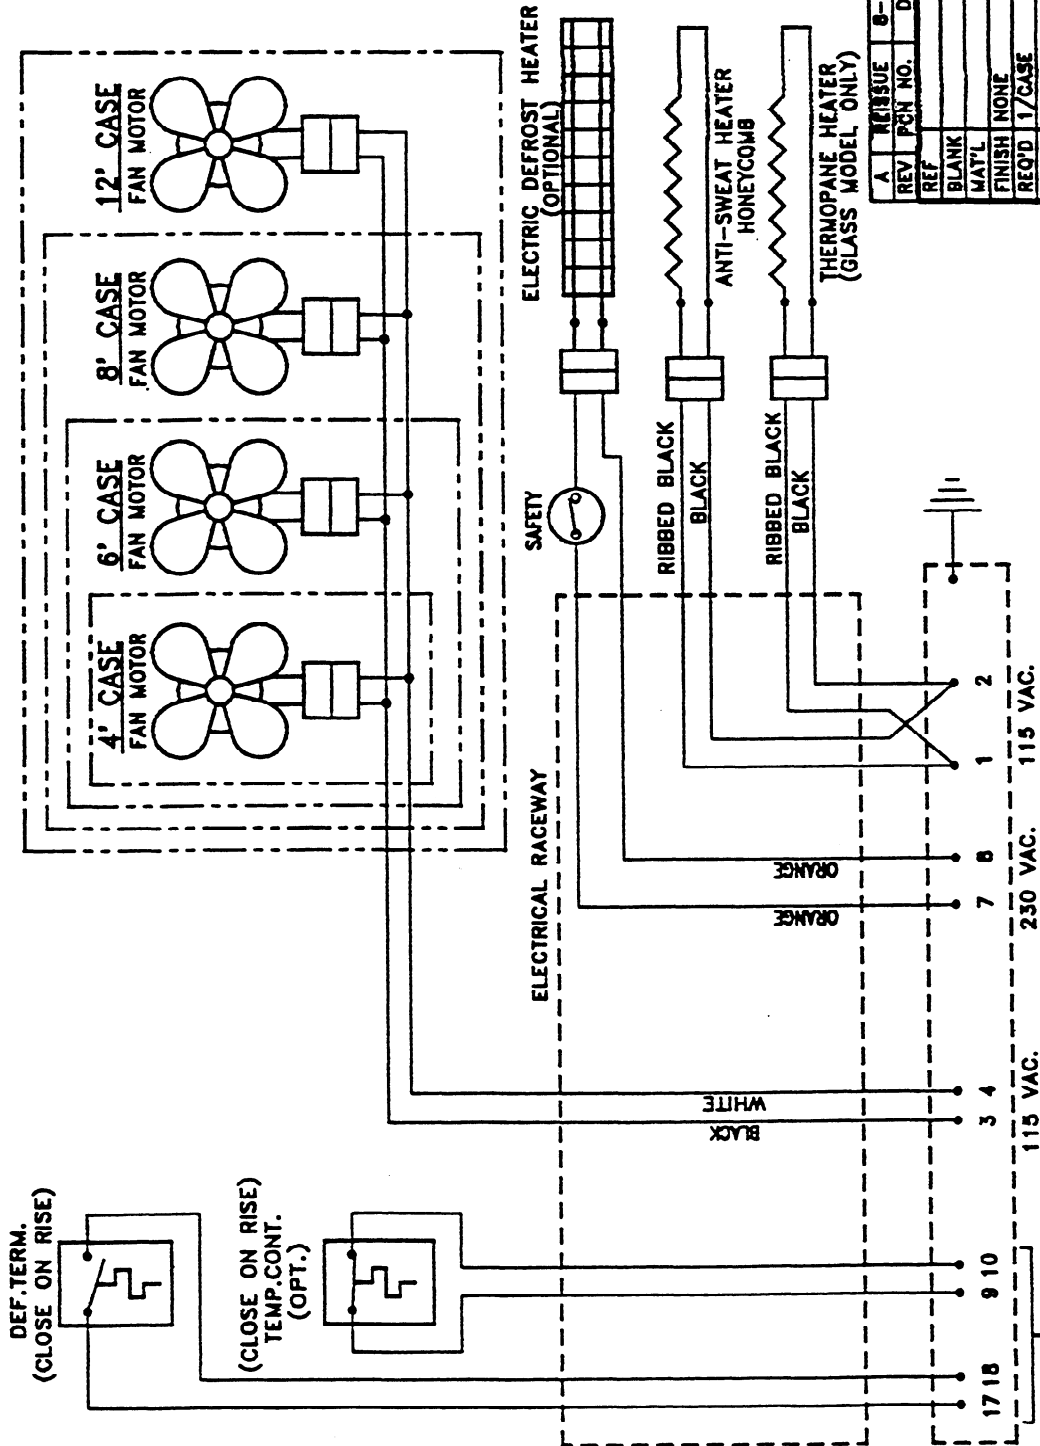 DEF.TERM.
(CLOSE ON RISE)
(CLOSE ON RISE)
TEMP.CONT.
(OPT.)
4' CASE
FAN MOTOR
6' CASE
FAN MOTOR
8' CASE
FAN MOTOR
12' CASE
FAN MOTOR
ELECTRIC DEFROST HEATER
(OPTIONAL)
SAFETY
ELECTRICAL RACEWAY
RIBBED BLACK
BLACK
ANTI-SWEAT HEATER
HONEYCOMB
RIBBED BLACK
BLACK
THERMOPANE HEATER
(GLASS MODEL ONLY)
BLACK
WHITE
ORANGE
ORANGE
17 18 9 10 3 4 7 8 1 2
115 VAC. 230 VAC. 115 VAC.
A REISSUE 8-
REV PCN NO. D
REF
BLANK
MAT'L
FINISH NONE
REQ'D 1/CASE